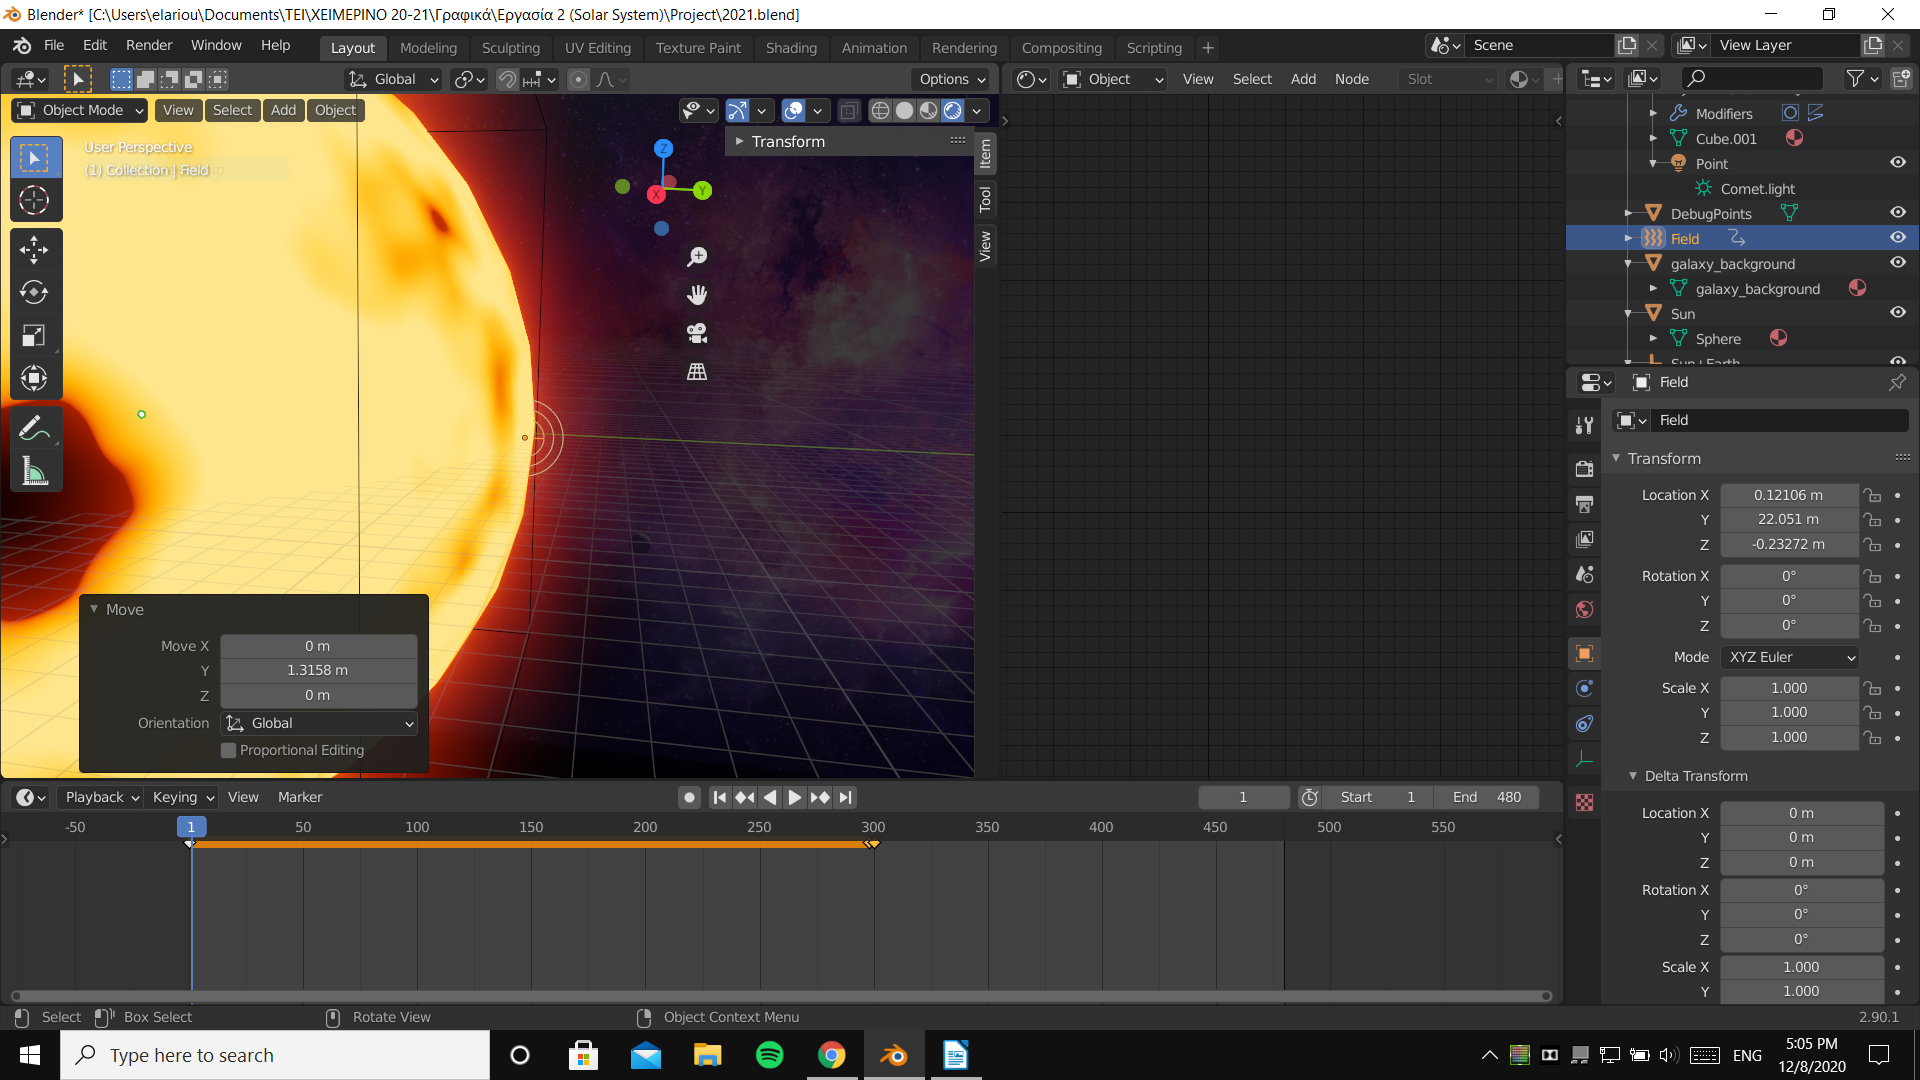 Blender* [C:\Users\elariou\Documents\TEI\ΧΕΙΜΕΡΙΝΟ 20-21\Γραφικά\Εργασία 2 (Solar System)\Project\2021.blend]
File Edit Render Window Help Layout Modeling Sculpting UV Editing Texture Paint Shading Animation Rendering Compositing Scripting + Scene View Layer
Global Options Object View Select Add Node Slot
Object Mode View Select Add Object
User Perspective
(1) Collection | Field
Transform
Item
Tool
View
Z
Y
X
Modifiers
Cube.001
Point
Comet.light
DebugPoints
Field
galaxy_background
galaxy_background
Sun
Sphere
Field
Field
Transform
Location X 0.12106 m
Y 22.051 m
Z -0.23272 m
Rotation X 0°
Y 0°
Z 0°
Mode XYZ Euler
Scale X 1.000
Y 1.000
Z 1.000
Delta Transform
Location X 0 m
Y 0 m
Z 0 m
Rotation X 0°
Y 0°
Z 0°
Scale X 1.000
Y 1.000
Move
Move X 0 m
Y 1.3158 m
Z 0 m
Orientation Global
Proportional Editing
Playback Keying View Marker 1 Start 1 End 480
-50 1 50 100 150 200 250 300 350 400 450 500 550
Select Box Select Rotate View Object Context Menu 2.90.1
Type here to search
ENG
5:05 PM
12/8/2020